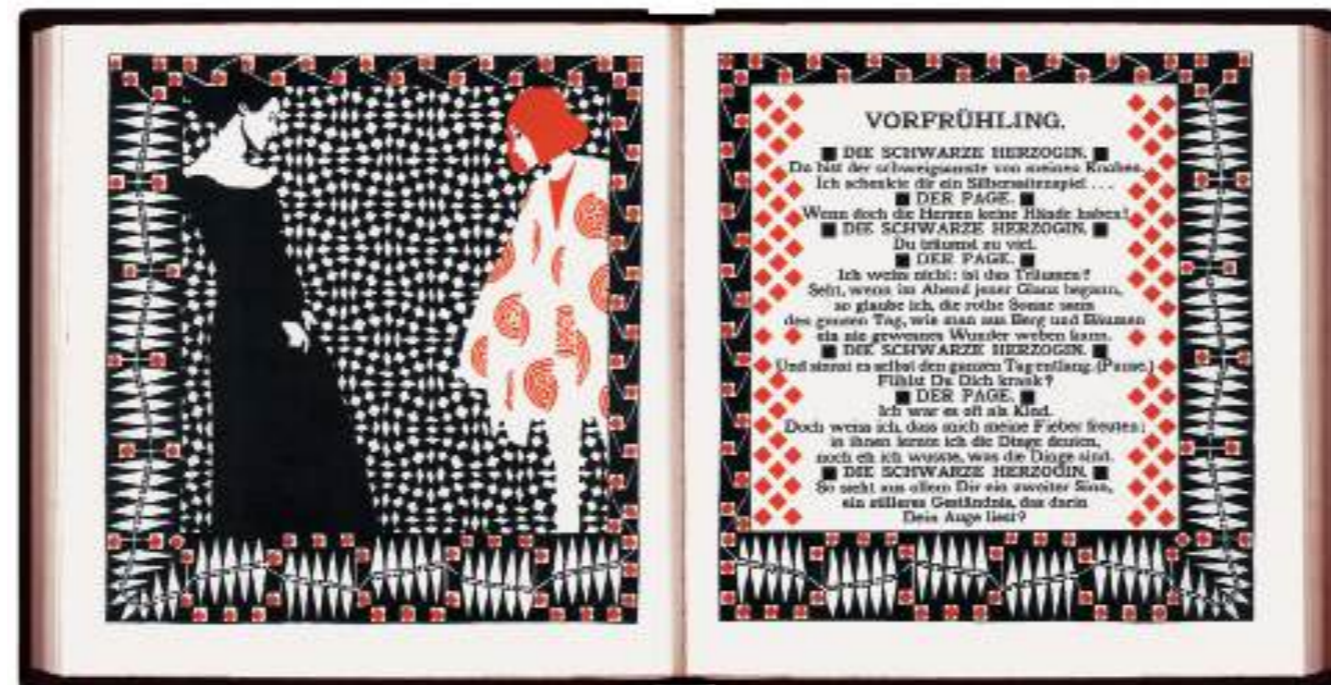 VORFRÜHLING.
DIE SCHWARZE HERZOGIN.
Du bist der schweigsamste von meinen Knaben.
Ich schenkte dir ein Silbersaitenspiel...
DER PAGE.
Wenn doch die Herzen keine Hände haben!
DIE SCHWARZE HERZOGIN.
Du träumst zu viel.
DER PAGE.
Ich weiss nicht: ist das Träumen?
Seht, wenn im Abend jener Glanz begann,
so glaube ich, die rothe Sonne sann
den ganzen Tag, wie man aus Berg und Bäumen
ein nie gewesnes Wunder weben kann.
DIE SCHWARZE HERZOGIN.
Und sinnst es selbst den ganzen Tag entlang. (Pause.)
Fühlst Du Dich krank?
DER PAGE.
Ich war es oft als Kind.
Doch weiss ich, dass mich meine Fieber freuten:
in ihnen lernte ich die Dinge deuten,
noch eh ich wusste, was die Dinge sind.
DIE SCHWARZE HERZOGIN.
So sieht aus allem Dir ein zweiter Sinn,
ein stilleres Geständnis, das darin
Dein Auge liest?